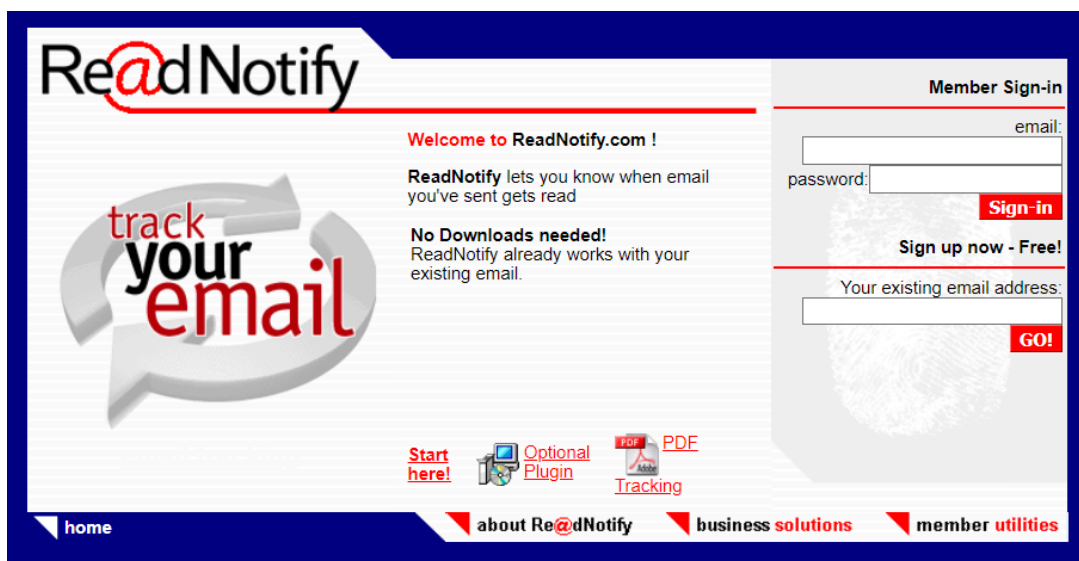 Re@dNotify
track
your
email
Welcome to ReadNotify.com !
ReadNotify lets you know when email
you've sent gets read
No Downloads needed!
ReadNotify already works with your
existing email.
Start
here!
Optional
Plugin
PDF
Adobe
PDF
Tracking
Member Sign-in
email:
password:
Sign-in
Sign up now - Free!
Your existing email address:
GO!
home
about Re@dNotify
business solutions
member utilities